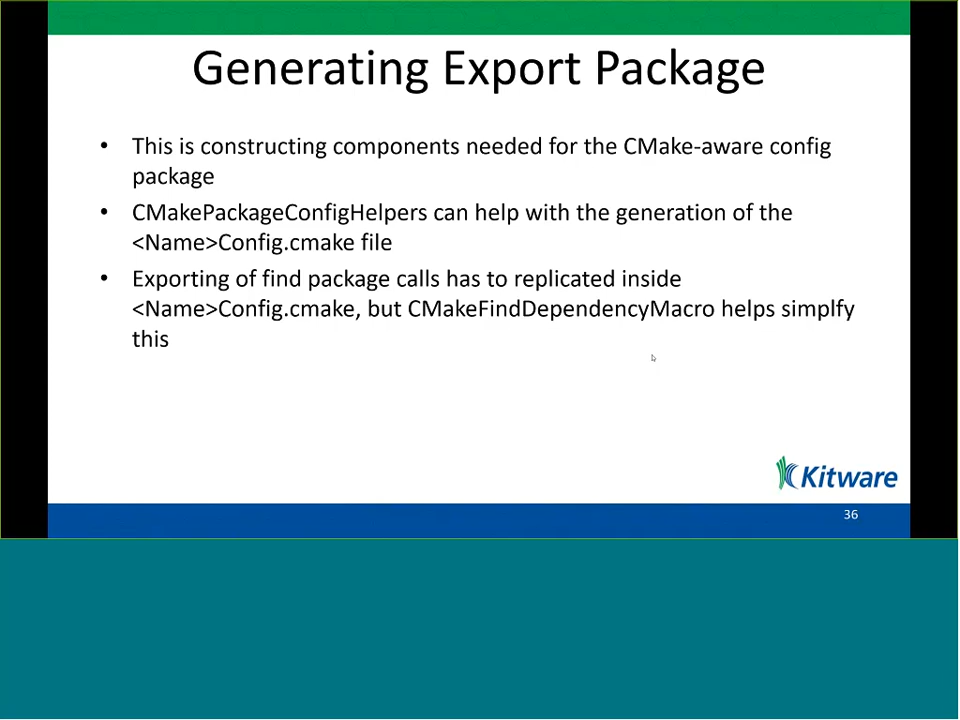 Generating Export Package
• This is constructing components needed for the CMake-aware config
package
• CMakePackageConfigHelpers can help with the generation of the
<Name>Config.cmake file
• Exporting of find package calls has to replicated inside
<Name>Config.cmake, but CMakeFindDependencyMacro helps simplfy
this
Kitware
36